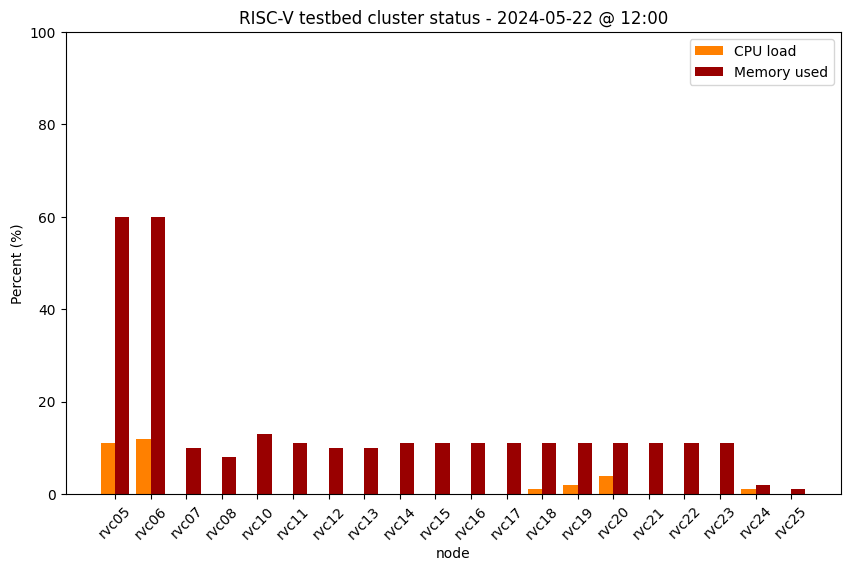 RISC-V testbed cluster status - 2024-05-22 @ 12:00
CPU load
Memory used
Percent (%)
100
80
60
40
20
0
rvc05 rvc06 rvc07 rvc08 rvc10 rvc11 rvc12 rvc13 rvc14 rvc15 rvc16 rvc17 rvc18 rvc19 rvc20 rvc21 rvc22 rvc23 rvc24 rvc25
node